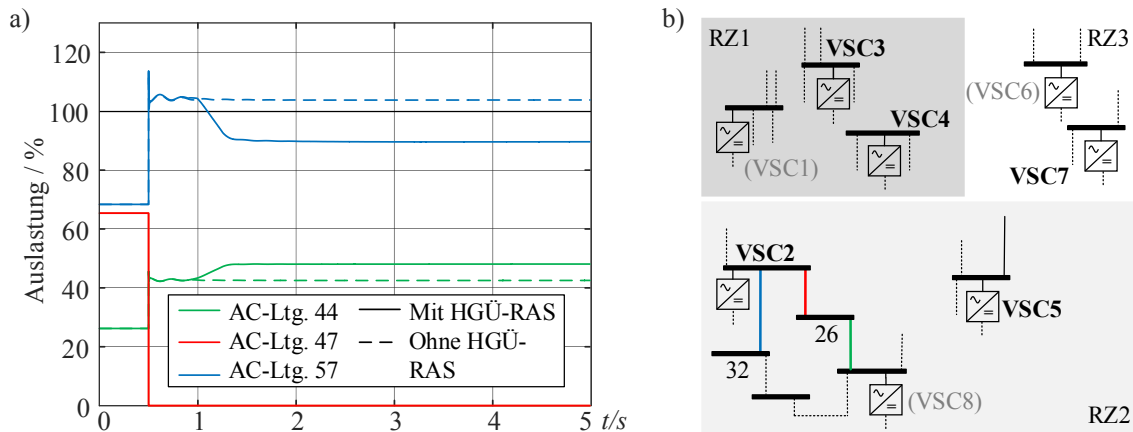 a)
Auslastung / %
120
100
80
60
40
20
0
0
1
2
3
4
5
t/s
AC-Ltg. 44
AC-Ltg. 47
AC-Ltg. 57
Mit HGÜ-RAS
Ohne HGÜ-
RAS
b)
RZ1
VSC3
(VSC1)
VSC4
RZ3
(VSC6)
VSC7
VSC2
26
32
(VSC8)
VSC5
RZ2